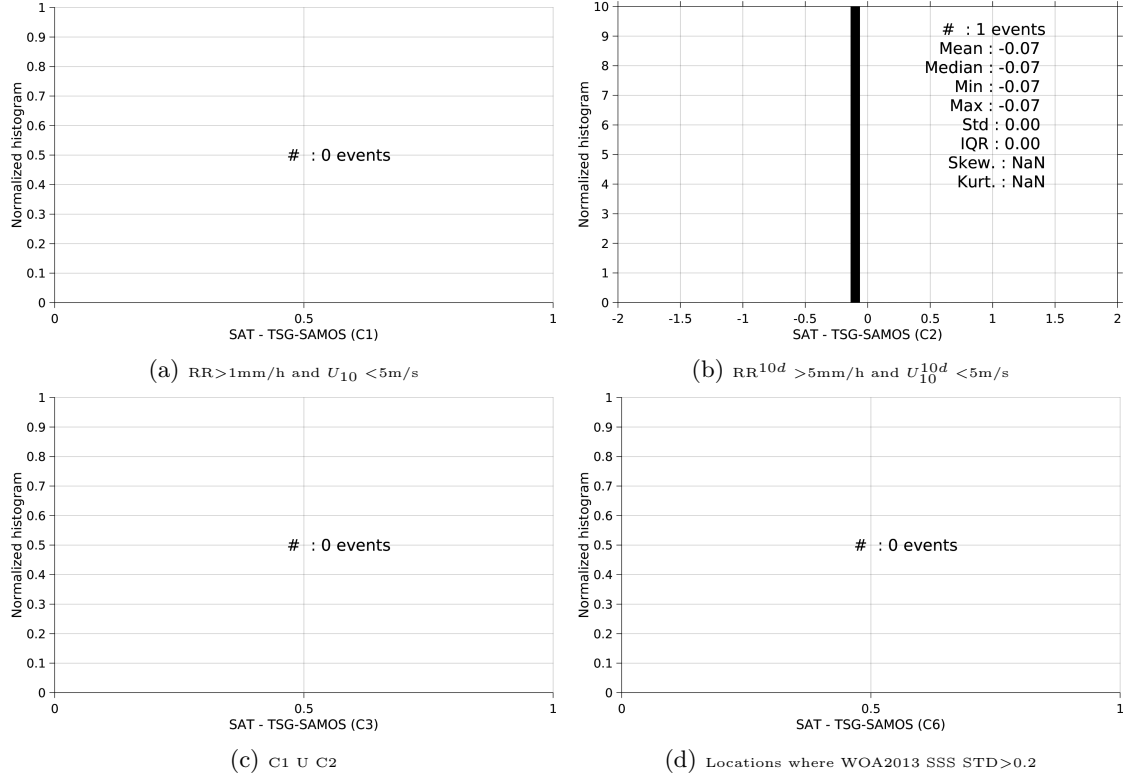 Normalized histogram
1
0.9
0.8
0.7
0.6
0.5
0.4
0.3
0.2
0.1
0
# : 0 events
0 0.5 1
SAT - TSG-SAMOS (C1)
(a) RR>1mm/h and U10 <5m/s
Normalized histogram
10
9
8
7
6
5
4
3
2
1
0
# : 1 events
Mean : -0.07
Median : -0.07
Min : -0.07
Max : -0.07
Std : 0.00
IQR : 0.00
Skew. : NaN
Kurt. : NaN
-2 -1.5 -1 -0.5 0 0.5 1 1.5 2
SAT - TSG-SAMOS (C2)
(b) RR^10d >5mm/h and U10^10d <5m/s
Normalized histogram
1
0.9
0.8
0.7
0.6
0.5
0.4
0.3
0.2
0.1
0
# : 0 events
0 0.5 1
SAT - TSG-SAMOS (C3)
(c) C1 U C2
Normalized histogram
1
0.9
0.8
0.7
0.6
0.5
0.4
0.3
0.2
0.1
0
# : 0 events
0 0.5 1
SAT - TSG-SAMOS (C6)
(d) Locations where WOA2013 SSS STD>0.2